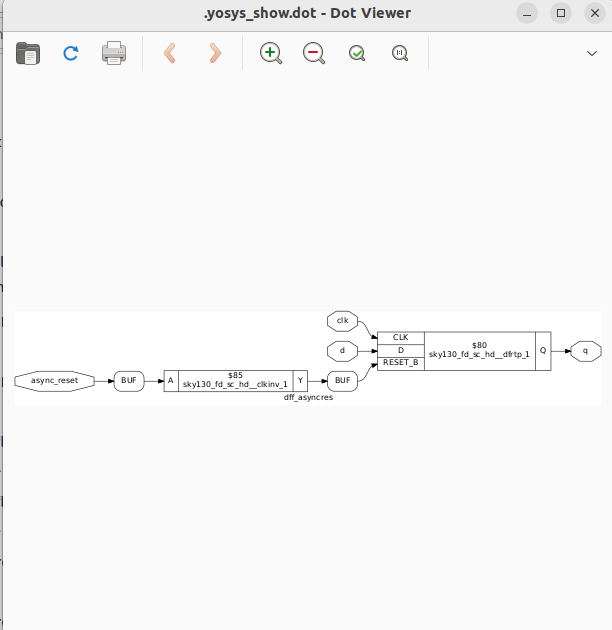 .yosys_show.dot - Dot Viewer
clk
CLK
$80
d
D
sky130_fd_sc_hd__dfrtp_1
Q
q
RESET_B
async_reset
BUF
A
$85
sky130_fd_sc_hd__clkinv_1
Y
BUF
dff_asyncres